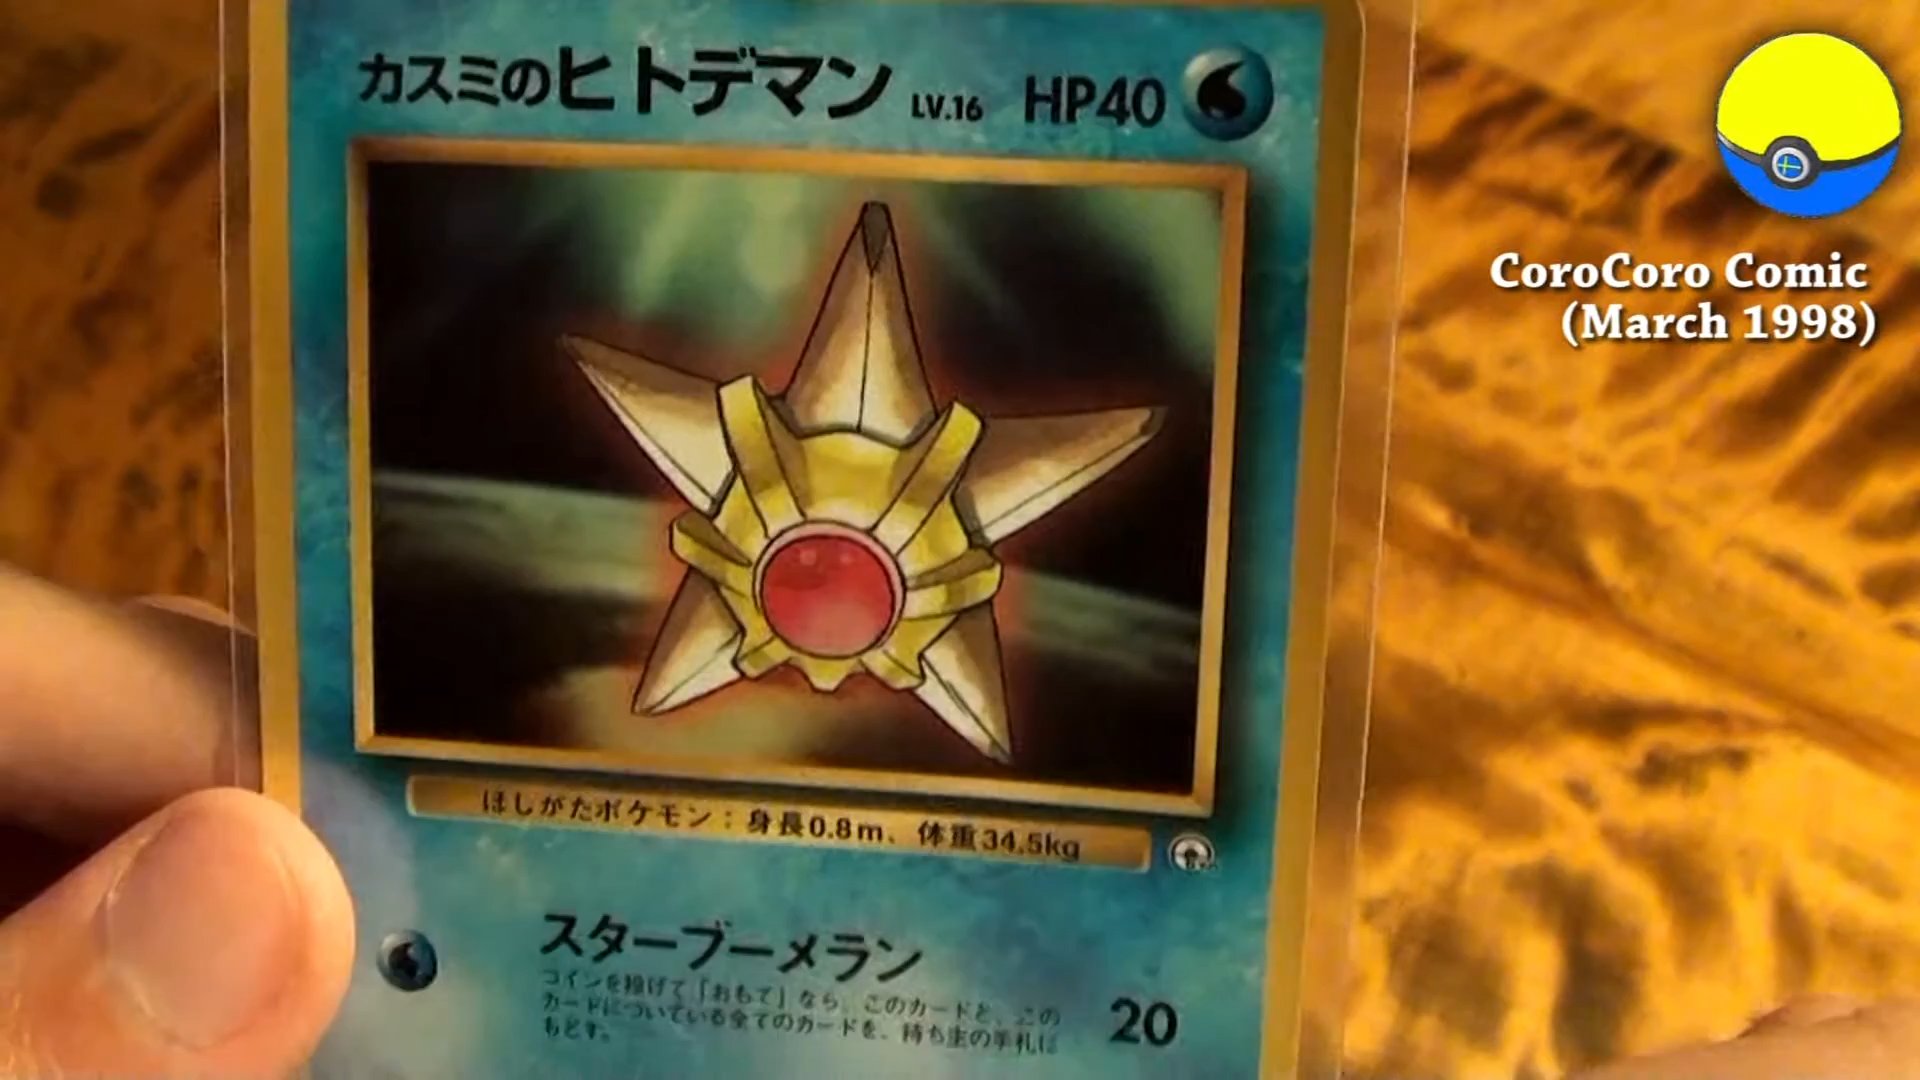 カスミのヒトデマン LV.16 HP40
CoroCoro Comic
(March 1998)
ほしがたポケモン：身長0.8m、体重34.5kg
スターブーメラン
コインを投げて「おもて」なら、このカードと、この
カードについている全てのカードを、持ち主の手札に
もどす。
20